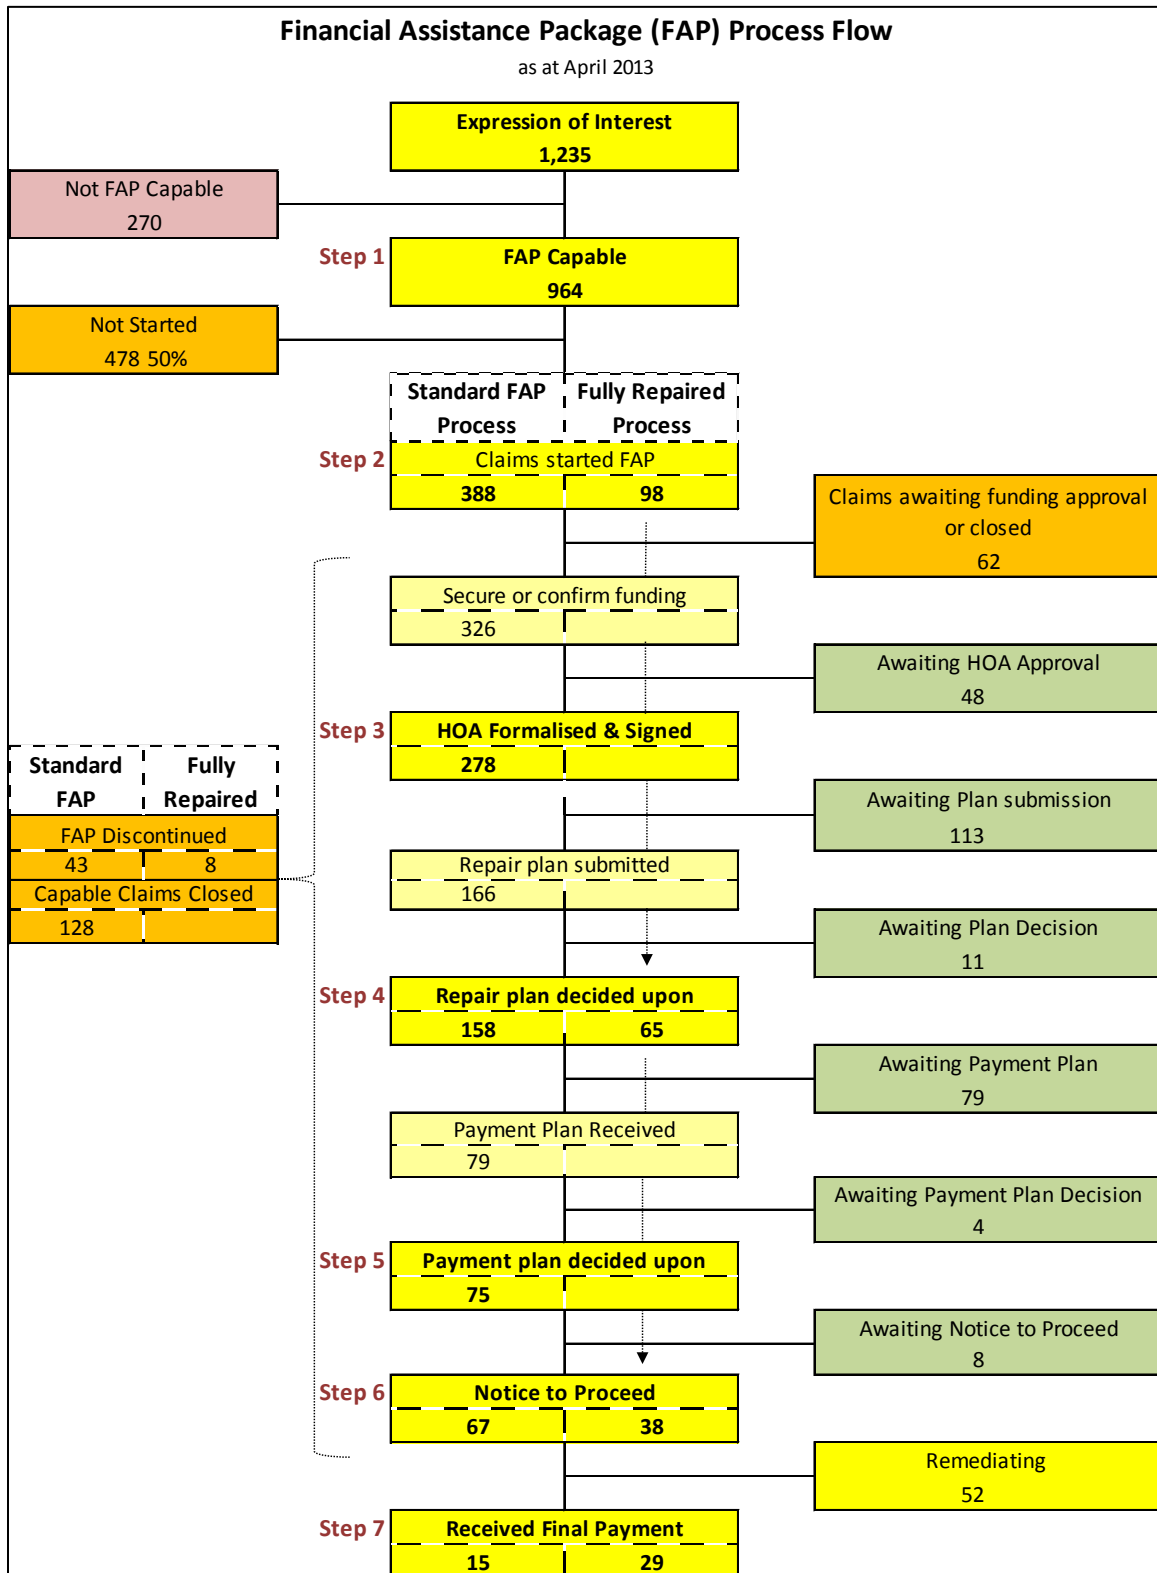 Financial Assistance Package (FAP) Process Flow
as at April 2013
Expression of Interest
1,235
Not FAP Capable
270
Step 1
FAP Capable
964
Not Started
478 50%
Standard FAP
Process
Fully Repaired
Process
Step 2
Claims started FAP
388
98
Claims awaiting funding approval
or closed
62
Secure or confirm funding
326
Awaiting HOA Approval
48
Step 3
HOA Formalised & Signed
278
Standard
FAP
Fully
Repaired
FAP Discontinued
43
8
Capable Claims Closed
128
Awaiting Plan submission
113
Repair plan submitted
166
Awaiting Plan Decision
11
Step 4
Repair plan decided upon
158
65
Awaiting Payment Plan
79
Payment Plan Received
79
Awaiting Payment Plan Decision
4
Step 5
Payment plan decided upon
75
Awaiting Notice to Proceed
8
Step 6
Notice to Proceed
67
38
Remediating
52
Step 7
Received Final Payment
15
29